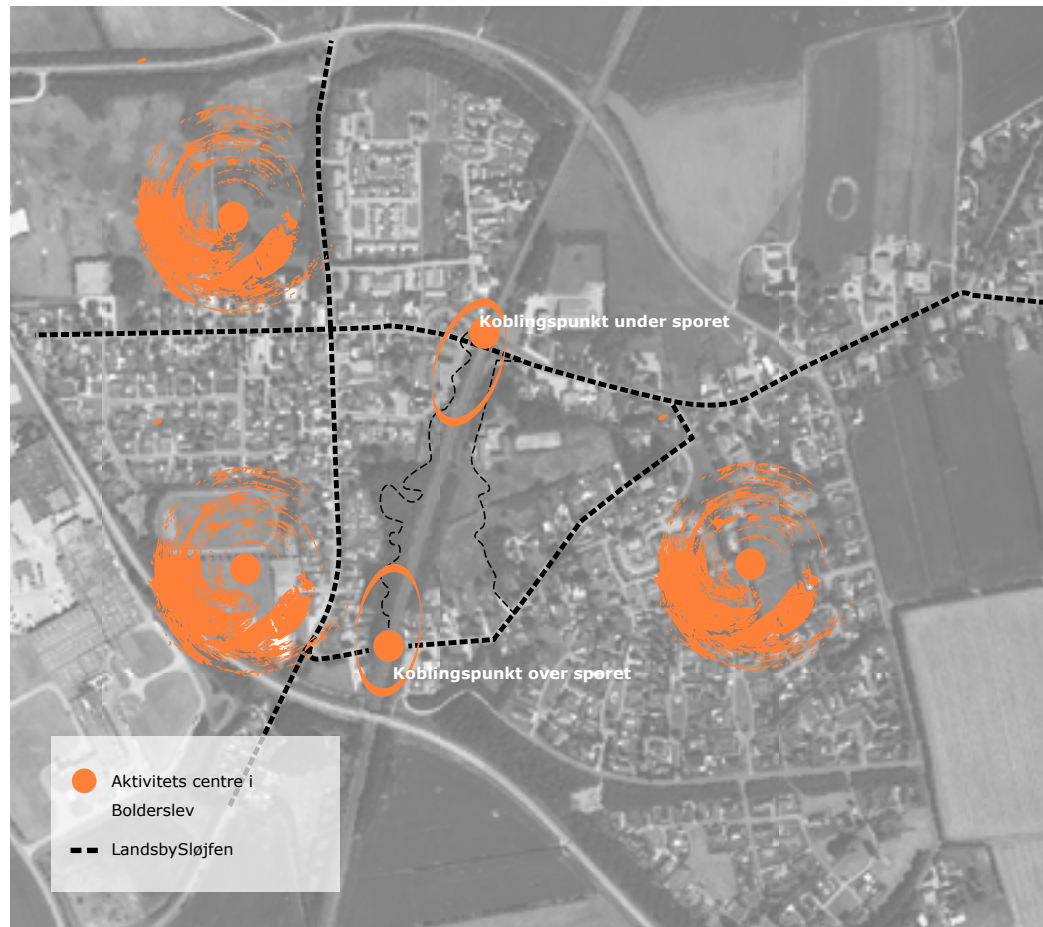 Koblingspunkt under sporet
Koblingspunkt over sporet
Aktivitets centre i
Bolderslev
LandsbySløjfen